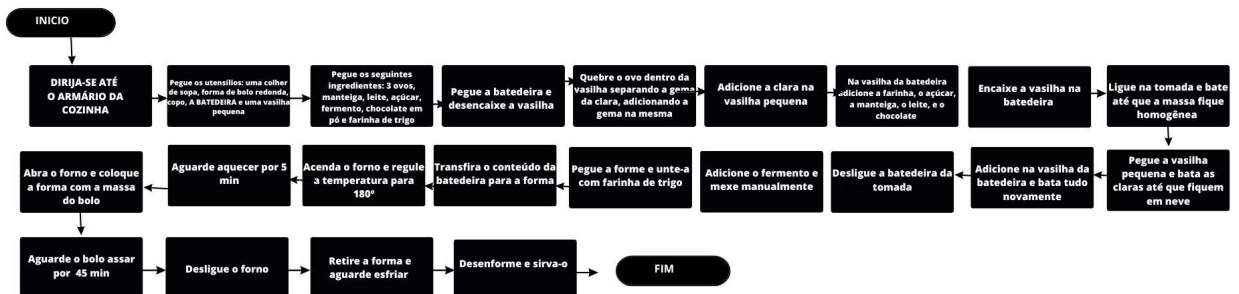 INICIO
DIRIJA-SE ATÉ
O ARMÁRIO DA
COZINHA
Pegue os utensílios: uma colher
de sopa, forma de bolo redonda,
copo, A BATEDEIRA e uma vasilha
pequena
Pegue os seguintes
ingredientes: 3 ovos,
manteiga, leite, açúcar,
fermento, chocolate em
pó e farinha de trigo
Pegue a batedeira e
desencaixe a vasilha
Quebre o ovo dentro da
vasilha separando a gema
da clara, adicionando a
gema na mesma
Adicione a clara na
vasilha pequena
Na vasilha da batedeira
adicione a farinha, o açúcar,
a manteiga, o leite, e o
chocolate
Encaixe a vasilha na
batedeira
Ligue na tomada e bate
até que a massa fique
homogênea
Pegue a vasilha
pequena e bata as
claras até que fiquem
em neve
Adicione na vasilha da
batedeira e bata tudo
novamente
Desligue a batedeira da
tomada
Adicione o fermento e
mexe manualmente
Pegue a forme e unte-a
com farinha de trigo
Transfira o conteúdo da
batedeira para a forma
Acenda o forno e regule
a temperatura para
180º
Aguarde aquecer por 5
min
Abra o forno e coloque
a forma com a massa
do bolo
Aguarde o bolo assar
por 45 min
Desligue o forno
Retire a forma e
aguarde esfriar
Desenforme e sirva-o
FIM